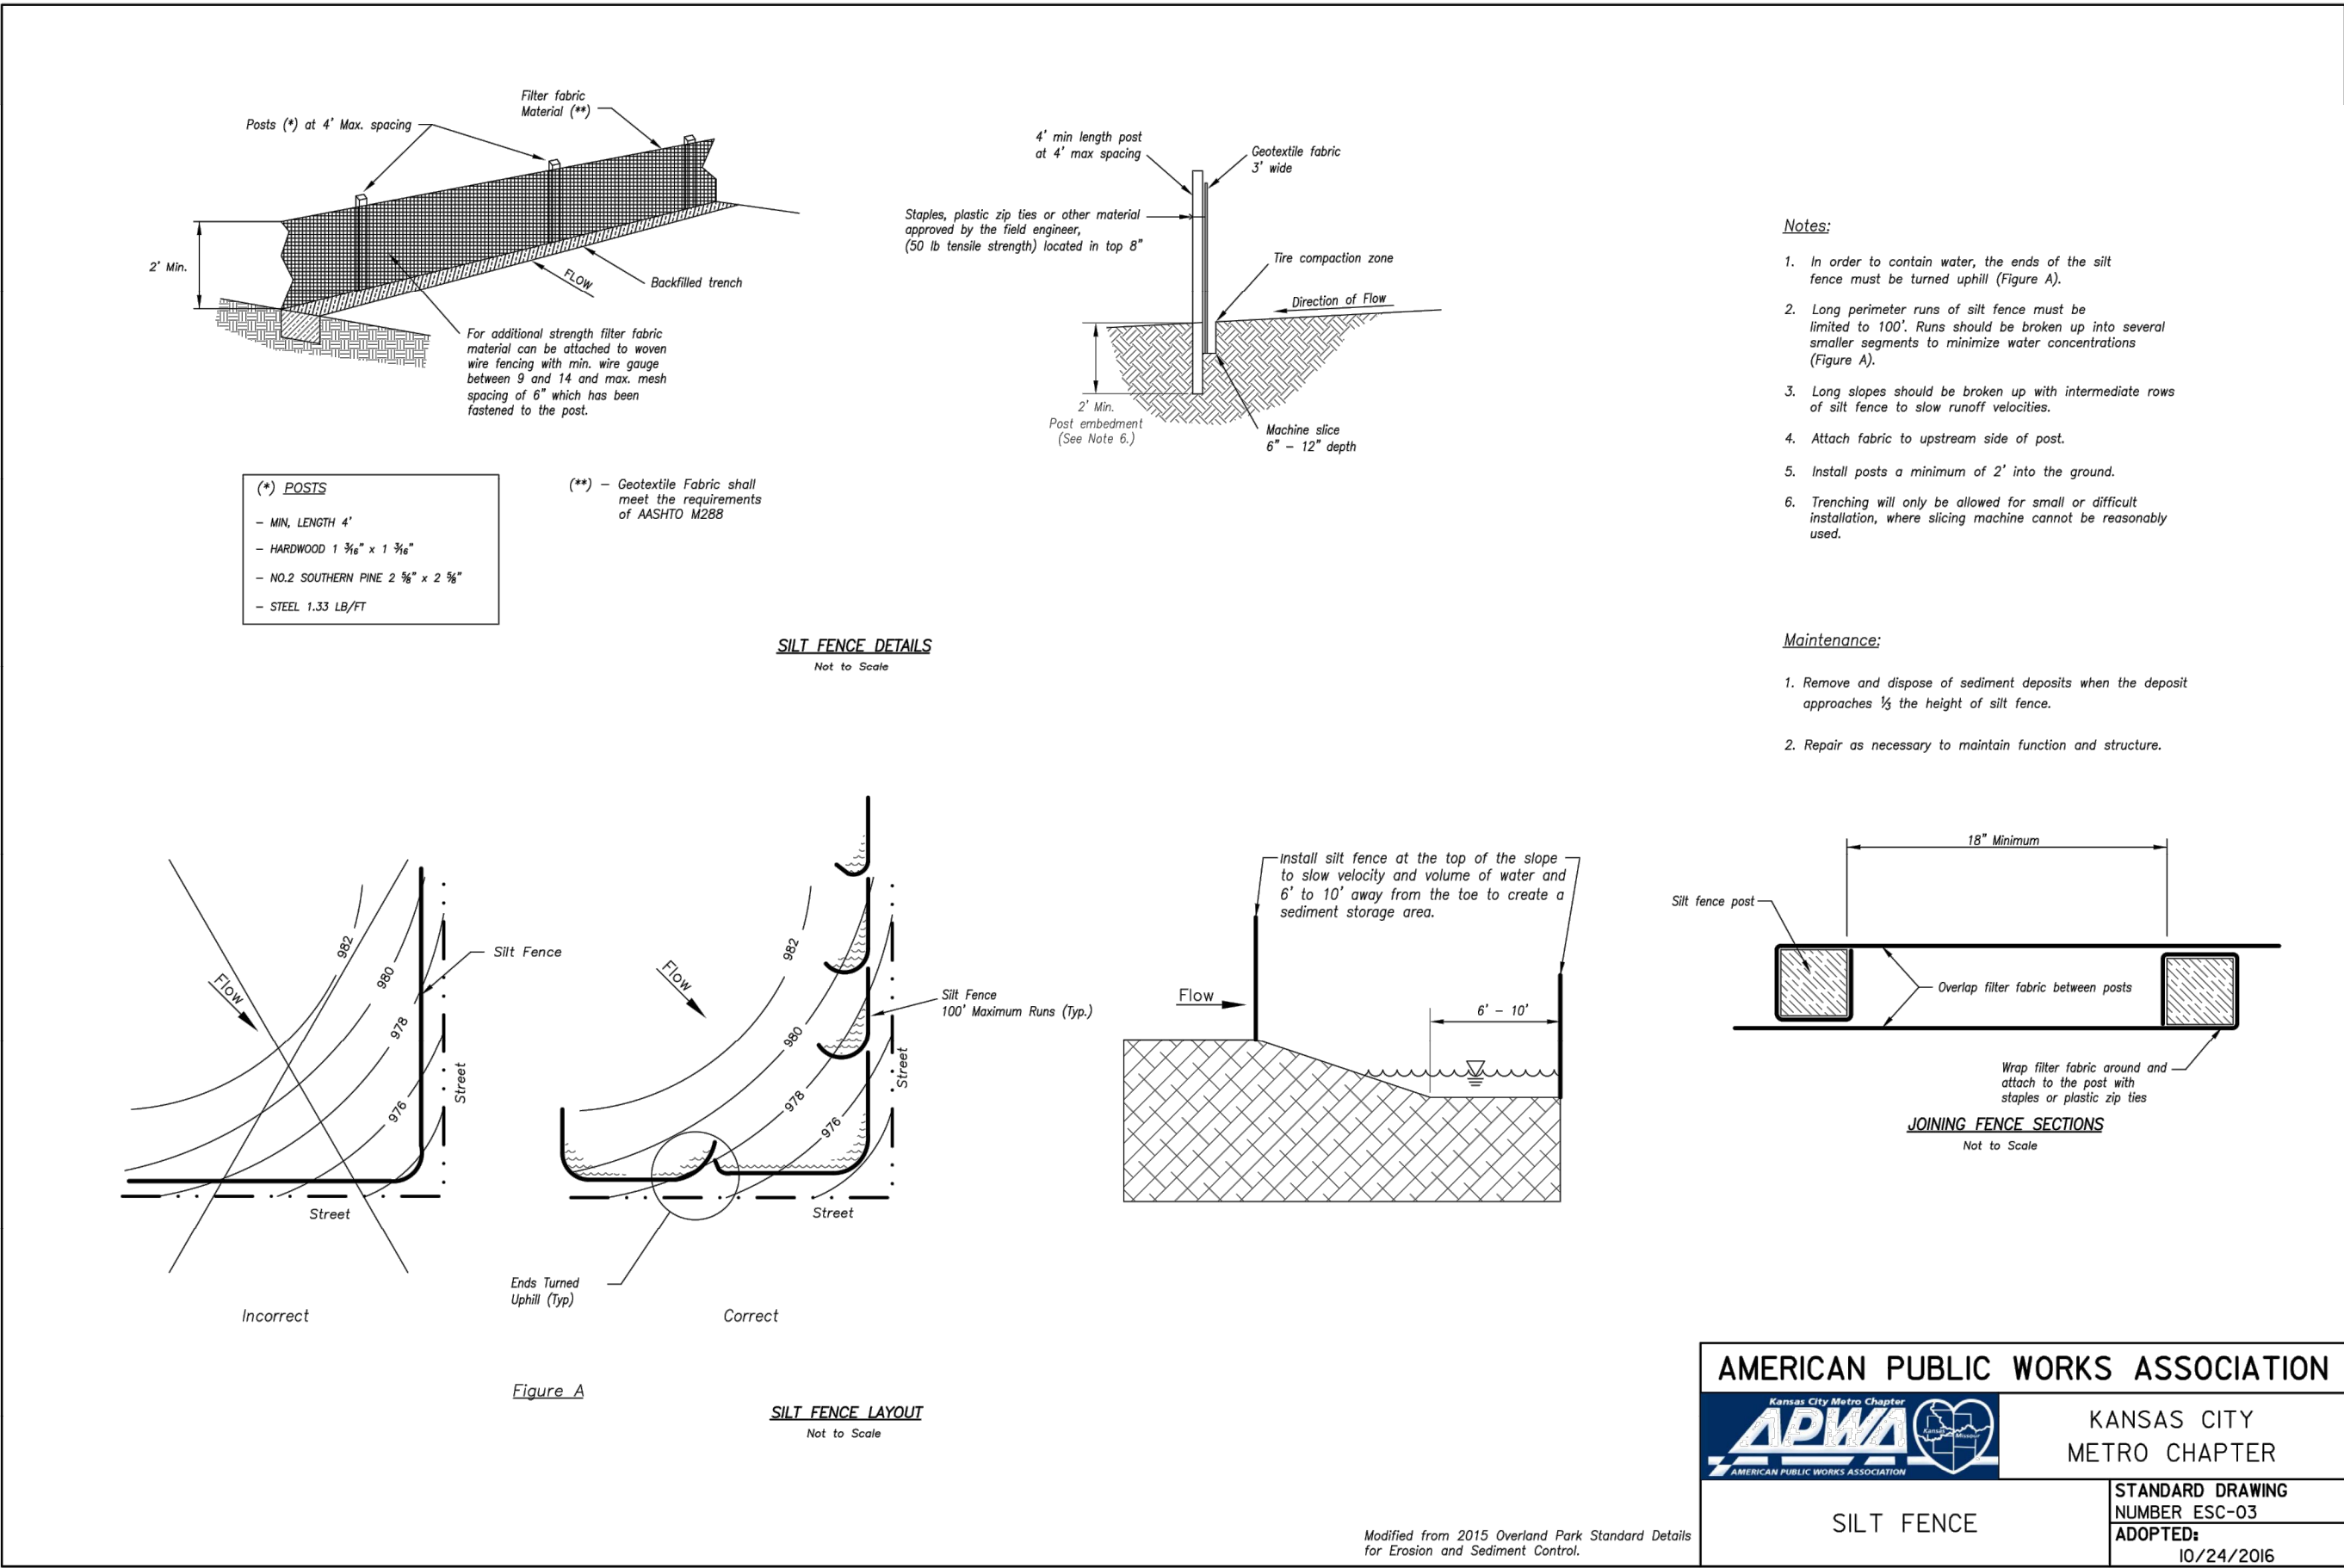 Filter fabric
Material (**)
Posts (*) at 4' Max. spacing
2' Min.
FLOW
Backfilled trench
For additional strength filter fabric
material can be attached to woven
wire fencing with min. wire gauge
between 9 and 14 and max. mesh
spacing of 6" which has been
fastened to the post.
4' min length post
at 4' max spacing
Geotextile fabric
3' wide
Staples, plastic zip ties or other material
approved by the field engineer,
(50 lb tensile strength) located in top 8"
Tire compaction zone
Direction of Flow
2' Min.
Post embedment
(See Note 6.)
Machine slice
6" – 12" depth
(*) POSTS
– MIN, LENGTH 4'
– HARDWOOD 1 3/16" x 1 3/16"
– NO.2 SOUTHERN PINE 2 5/8" x 2 5/8"
– STEEL 1.33 LB/FT
(**) – Geotextile Fabric shall
meet the requirements
of AASHTO M288
SILT FENCE DETAILS
Not to Scale
Notes:
1. In order to contain water, the ends of the silt
fence must be turned uphill (Figure A).
2. Long perimeter runs of silt fence must be
limited to 100'. Runs should be broken up into several
smaller segments to minimize water concentrations
(Figure A).
3. Long slopes should be broken up with intermediate rows
of silt fence to slow runoff velocities.
4. Attach fabric to upstream side of post.
5. Install posts a minimum of 2' into the ground.
6. Trenching will only be allowed for small or difficult
installation, where slicing machine cannot be reasonably
used.
Maintenance:
1. Remove and dispose of sediment deposits when the deposit
approaches 1/3 the height of silt fence.
2. Repair as necessary to maintain function and structure.
Flow
982
980
978
976
Silt Fence
Street
Street
Incorrect
Flow
982
980
978
976
Silt Fence
100' Maximum Runs (Typ.)
Street
Street
Ends Turned
Uphill (Typ)
Correct
Figure A
SILT FENCE LAYOUT
Not to Scale
Install silt fence at the top of the slope
to slow velocity and volume of water and
6' to 10' away from the toe to create a
sediment storage area.
Flow
6' – 10'
18" Minimum
Silt fence post
Overlap filter fabric between posts
Wrap filter fabric around and
attach to the post with
staples or plastic zip ties
JOINING FENCE SECTIONS
Not to Scale
Modified from 2015 Overland Park Standard Details
for Erosion and Sediment Control.
AMERICAN PUBLIC WORKS ASSOCIATION
Kansas City Metro Chapter
APWA
Kansas
Missouri
AMERICAN PUBLIC WORKS ASSOCIATION
KANSAS CITY
METRO CHAPTER
SILT FENCE
STANDARD DRAWING
NUMBER ESC-03
ADOPTED:
10/24/2016